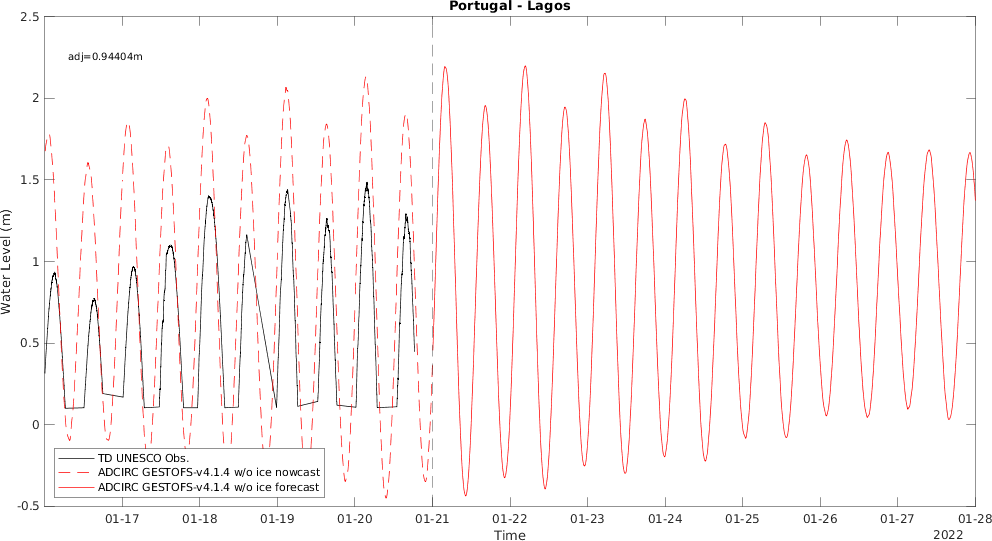 Portugal - Lagos
adj=0.94404m
2.5
2
1.5
1
0.5
0
-0.5
Water Level (m)
TD UNESCO Obs.
ADCIRC GESTOFS-v4.1.4 w/o ice nowcast
ADCIRC GESTOFS-v4.1.4 w/o ice forecast
01-17 01-18 01-19 01-20 01-21 01-22 01-23 01-24 01-25 01-26 01-27 01-28
Time
2022